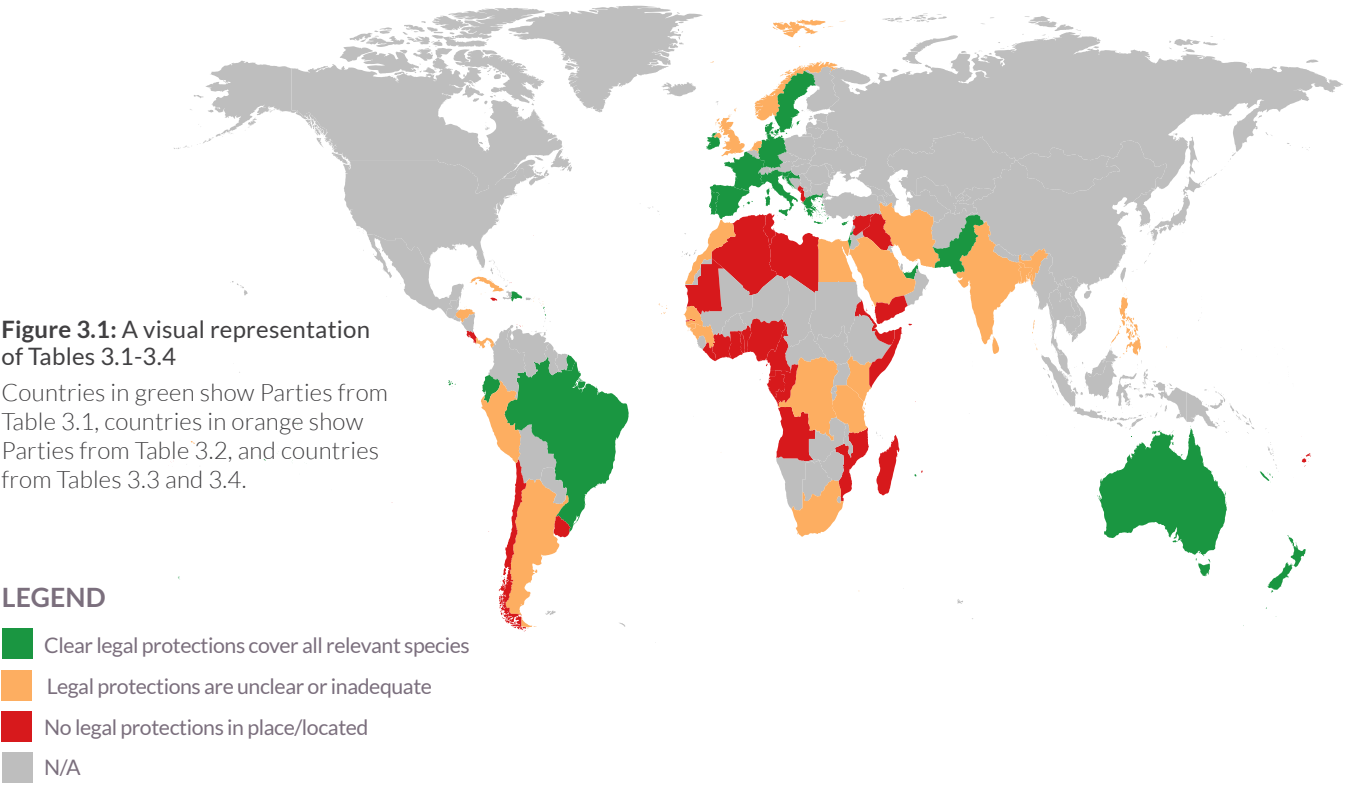 Figure 3.1: A visual representation
of Tables 3.1-3.4
Countries in green show Parties from
Table 3.1, countries in orange show
Parties from Table 3.2, and countries
from Tables 3.3 and 3.4.
LEGEND
Clear legal protections cover all relevant species
Legal protections are unclear or inadequate
No legal protections in place/located
N/A